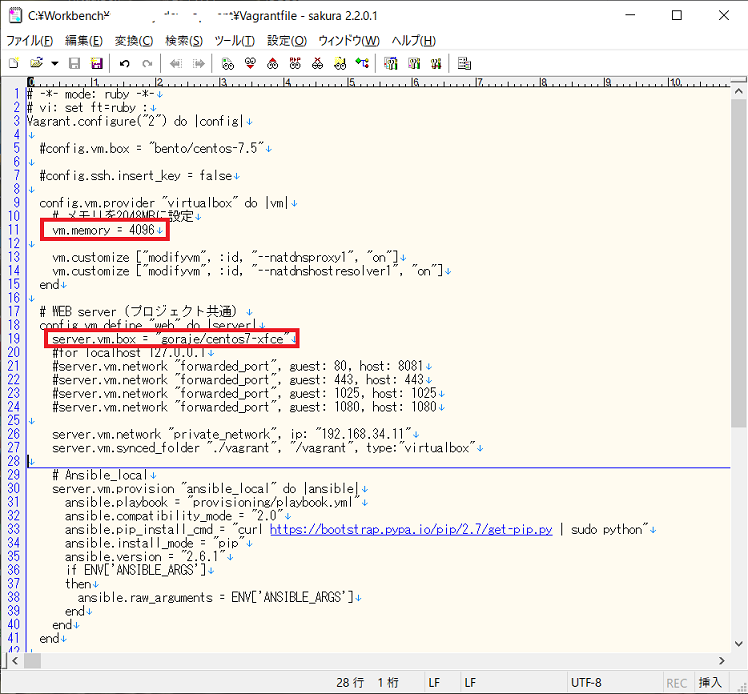 C:¥Workbench¥ ¥Vagrantfile - sakura 2.2.0.1
ファイル(F) 編集(E) 変換(C) 検索(S) ツール(T) 設定(O) ウィンドウ(W) ヘルプ(H)
0 1 2 3 4 5 6 7 8 9 10
1 # -*- mode: ruby -*-↓
2 # vi: set ft=ruby :↓
3 Vagrant.configure("2") do |config|↓
4 ↓
5 #config.vm.box = "bento/centos-7.5"↓
6 ↓
7 #config.ssh.insert_key = false↓
8 ↓
9 config.vm.provider "virtualbox" do |vm|↓
10 # メモリを2048MBに設定↓
11 vm.memory = 4096↓
12 ↓
13 vm.customize ["modifyvm", :id, "--natdnsproxy1", "on"]↓
14 vm.customize ["modifyvm", :id, "--natdnshostresolver1", "on"]↓
15 end↓
16 ↓
17 # WEB server (プロジェクト共通) ↓
18 config.vm.define "web" do |server|↓
19 server.vm.box = "goraje/centos7-xfce"↓
20 #for localhost 127.0.0.1↓
21 #server.vm.network "forwarded_port", guest: 80, host: 8081↓
22 #server.vm.network "forwarded_port", guest: 443, host: 443↓
23 #server.vm.network "forwarded_port", guest: 1025, host: 1025↓
24 #server.vm.network "forwarded_port", guest: 1080, host: 1080↓
25 ↓
26 server.vm.network "private_network", ip: "192.168.34.11"↓
27 server.vm.synced_folder "./vagrant", "/vagrant", type:"virtualbox"↓
28 ↓
29 # Ansible_local↓
30 server.vm.provision "ansible_local" do |ansible|↓
31 ansible.playbook = "provisioning/playbook.yml"↓
32 ansible.compatibility_mode = "2.0"↓
33 ansible.pip_install_cmd = "curl https://bootstrap.pypa.io/pip/2.7/get-pip.py | sudo python"↓
34 ansible.install_mode = "pip"↓
35 ansible.version = "2.6.1"↓
36 if ENV['ANSIBLE_ARGS']↓
37 then↓
38 ansible.raw_arguments = ENV['ANSIBLE_ARGS']↓
39 end↓
40 end↓
41 end↓
42 ↓
28 行 1 桁 LF LF UTF-8 REC 挿入